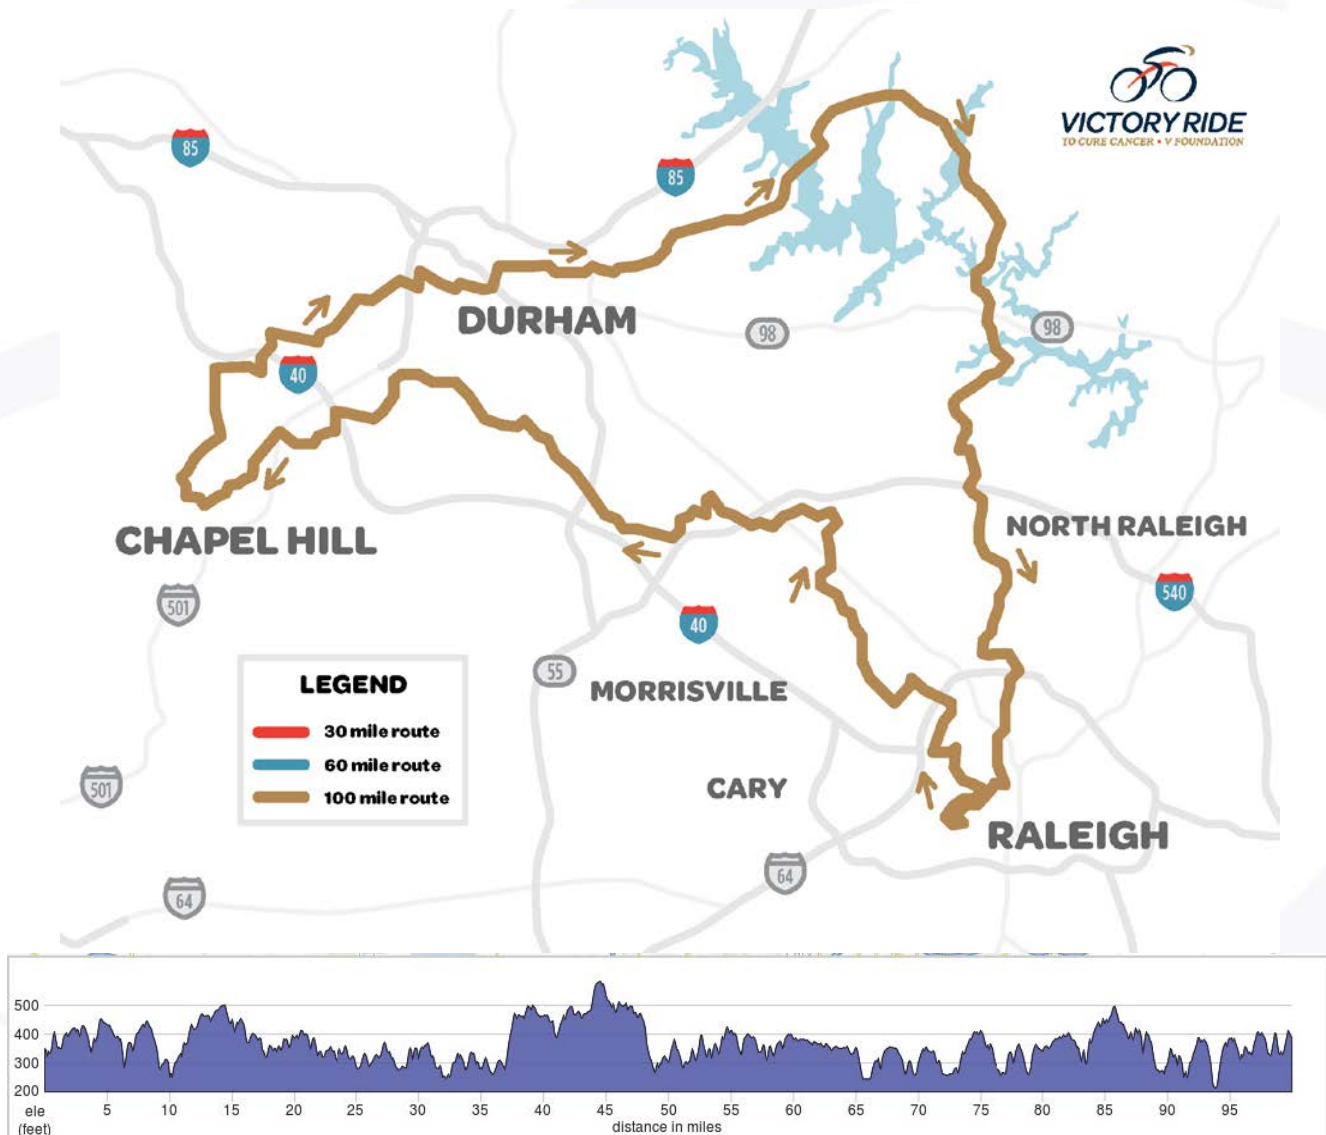 VICTORY RIDE
TO CURE CANCER • V FOUNDATION
85
85
DURHAM
98
98
40
CHAPEL HILL
NORTH RALEIGH
501
540
40
55
MORRISVILLE
LEGEND
30 mile route
60 mile route
100 mile route
501
CARY
RALEIGH
64
64
500
400
300
200
ele
(feet)
5 10 15 20 25 30 35 40 45 50 55 60 65 70 75 80 85 90 95
distance in miles